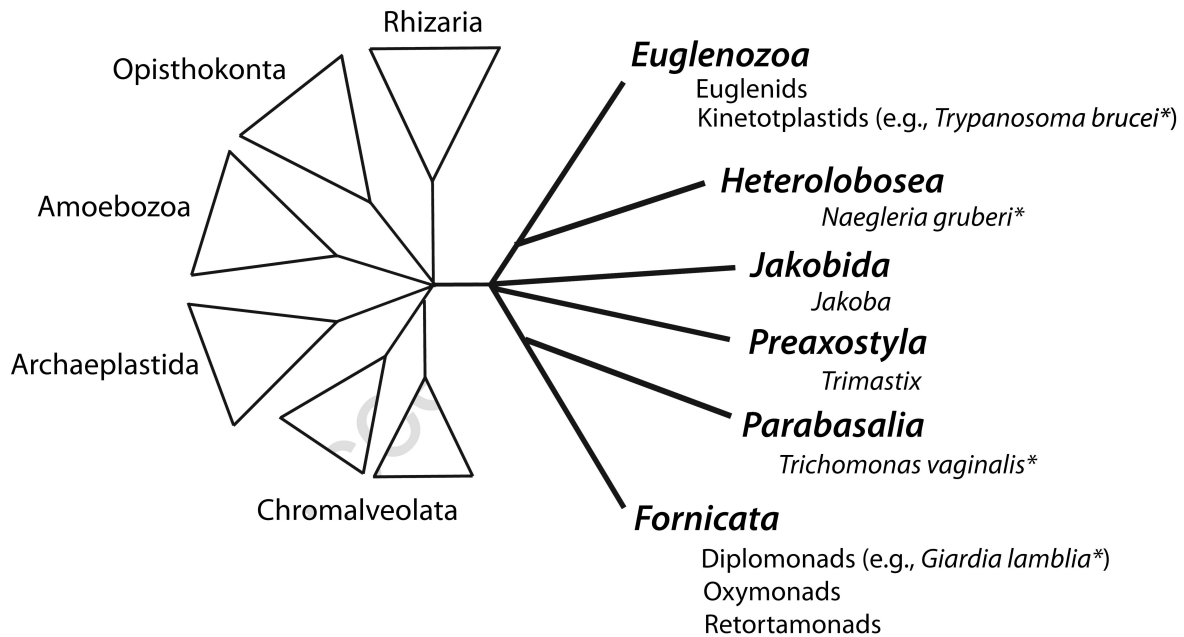 Rhizaria
Opisthokonta
Amoebozoa
Archaeplastida
Chromalveolata
Euglenozoa
Euglenids
Kinetotplastids (e.g., Trypanosoma brucei*)
Heterolobosea
Naegleria gruberi*
Jakobida
Jakoba
Preaxostyla
Trimastix
Parabasalia
Trichomonas vaginalis*
Fornicata
Diplomonads (e.g., Giardia lamblia*)
Oxymonads
Retortamonads